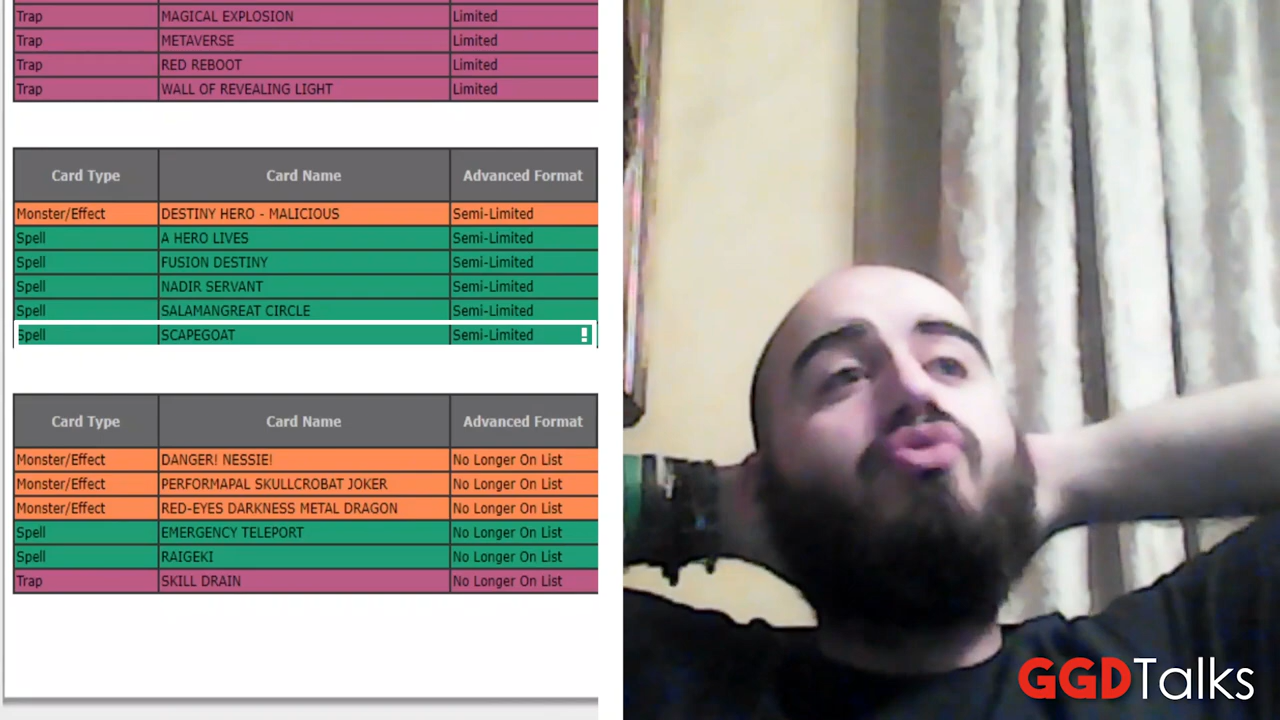 Trap MAGICAL EXPLOSION Limited
Trap METAVERSE Limited
Trap RED REBOOT Limited
Trap WALL OF REVEALING LIGHT Limited
Card Type Card Name Advanced Format
Monster/Effect DESTINY HERO - MALICIOUS Semi-Limited
Spell A HERO LIVES Semi-Limited
Spell FUSION DESTINY Semi-Limited
Spell NADIR SERVANT Semi-Limited
Spell SALAMANGREAT CIRCLE Semi-Limited
Spell SCAPEGOAT Semi-Limited !
Card Type Card Name Advanced Format
Monster/Effect DANGER! NESSIE! No Longer On List
Monster/Effect PERFORMAPAL SKULLCROBAT JOKER No Longer On List
Monster/Effect RED-EYES DARKNESS METAL DRAGON No Longer On List
Spell EMERGENCY TELEPORT No Longer On List
Spell RAIGEKI No Longer On List
Trap SKILL DRAIN No Longer On List
GGDTalks